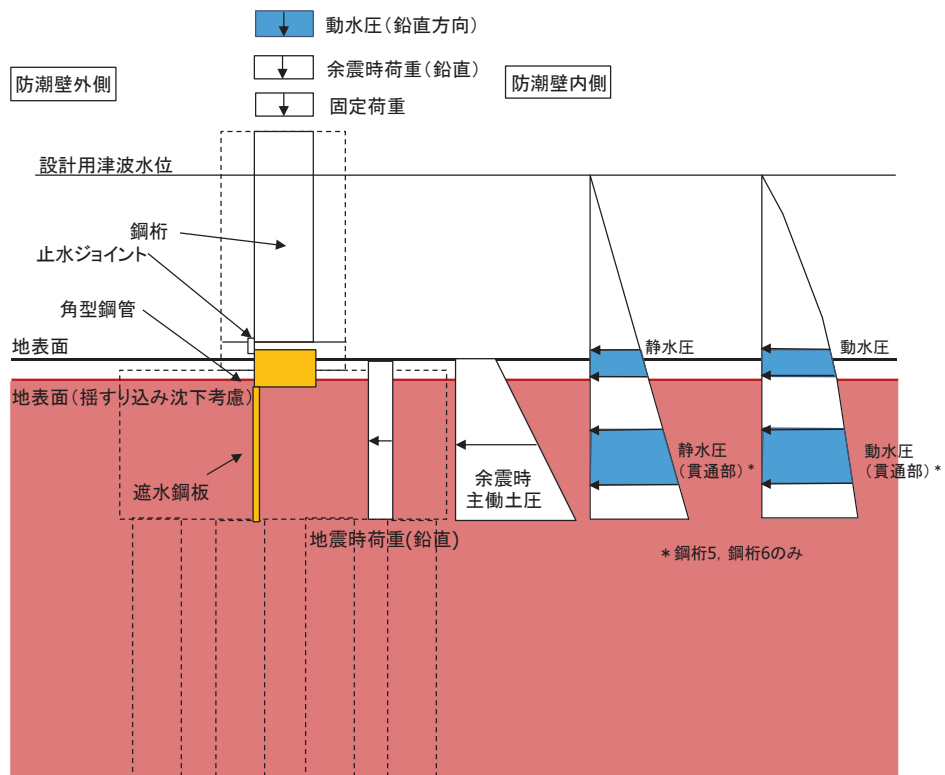 動水圧(鉛直方向)
余震時荷重(鉛直)
固定荷重
防潮壁外側
防潮壁内側
設計用津波水位
鋼桁
止水ジョイント
角型鋼管
地表面
静水圧
動水圧
地表面(揺すり込み沈下考慮)
遮水鋼板
余震時
主働土圧
静水圧
(貫通部)*
動水圧
(貫通部)*
地震時荷重(鉛直)
*鋼桁5,鋼桁6のみ